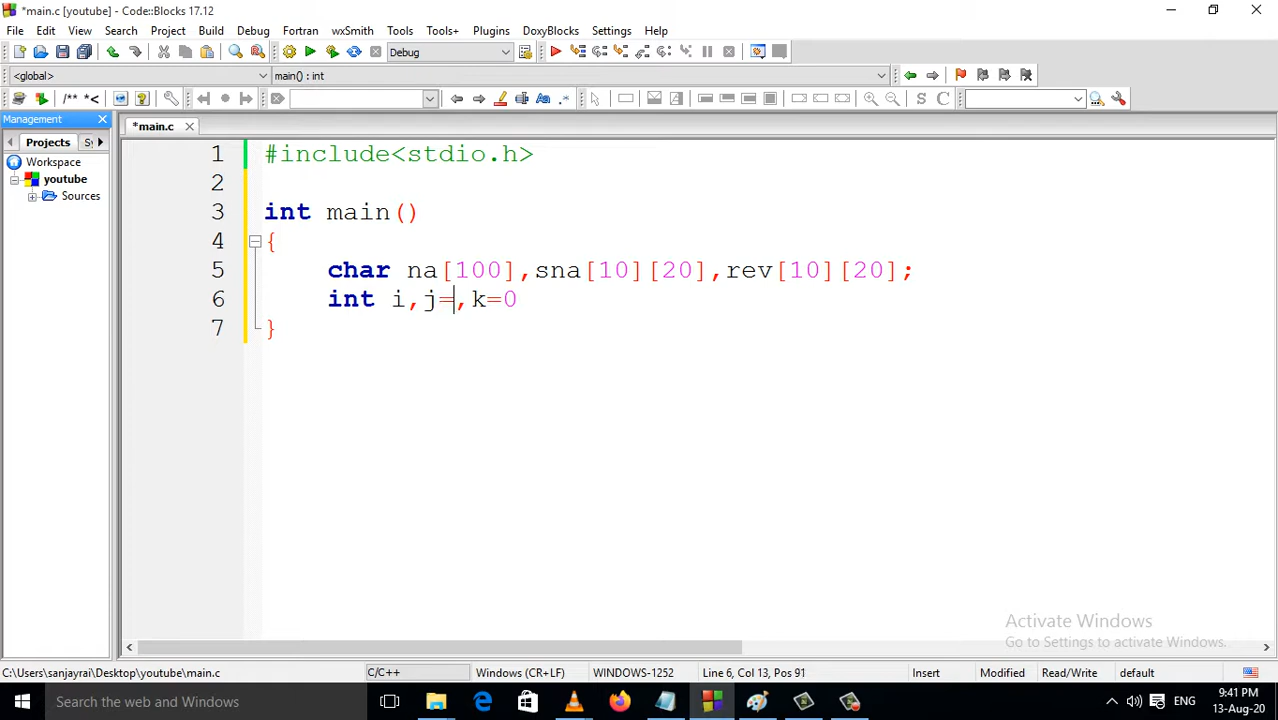 *main.c [youtube] - Code::Blocks 17.12
File Edit View Search Project Build Debug Fortran wxSmith Tools Tools+ Plugins DoxyBlocks Settings Help
Debug
<global> main() : int
/** *< S C
Management
*main.c
Projects Sy
Workspace
youtube
Sources
1 #include<stdio.h>
2
3 int main()
4 {
5 char na[100],sna[10][20],rev[10][20];
6 int i,j=,k=0
7 }
Activate Windows
Go to Settings to activate Windows.
C:\Users\sanjayrai\Desktop\youtube\main.c C/C++ Windows (CR+LF) WINDOWS-1252 Line 6, Col 13, Pos 91 Insert Modified Read/Write default
Search the web and Windows
ENG
9:41 PM
13-Aug-20